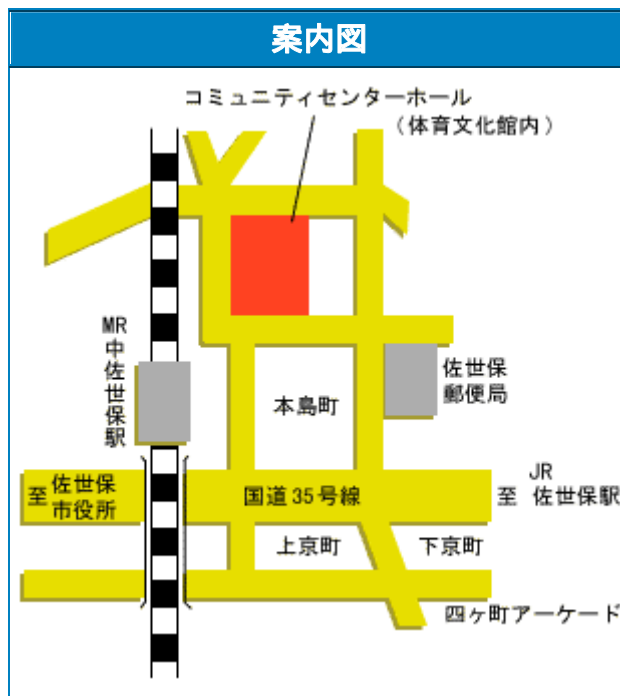 案内図
コミュニティセンターホール
（体育文化館内）
MR
中佐世保駅
本島町
佐世保
郵便局
至 佐世保
市役所
国道35号線
JR
至 佐世保駅
上京町
下京町
四ヶ町アーケード